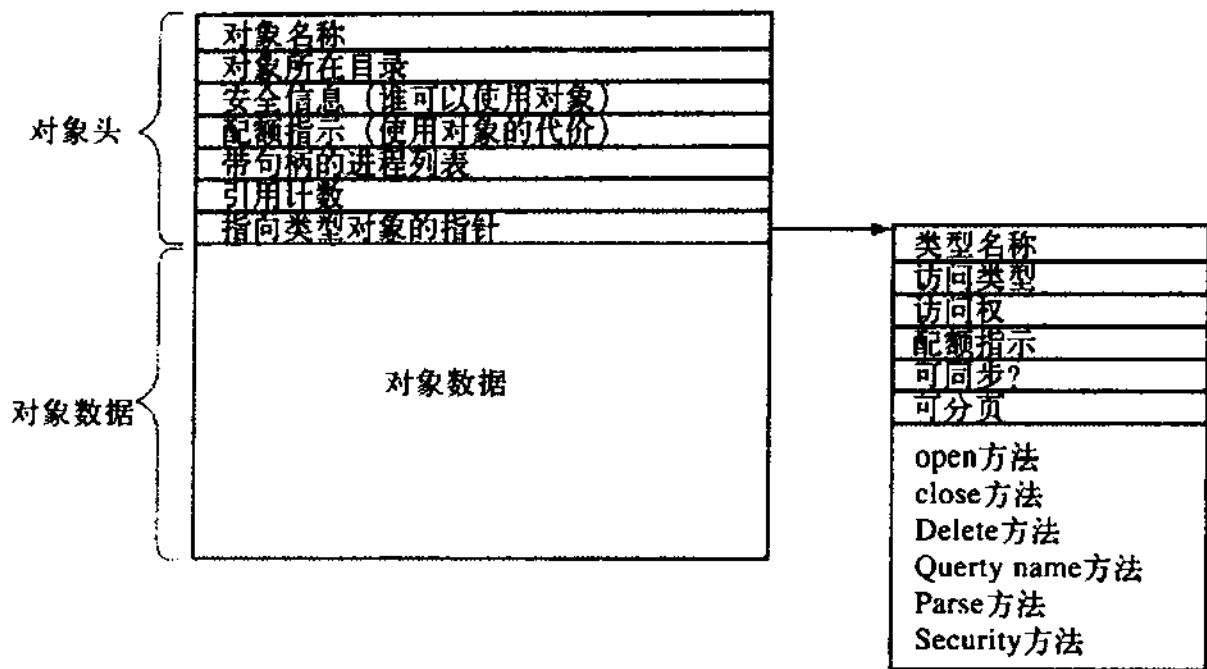 对象头
对象名称
对象所在目录
安全信息（谁可以使用对象）
配额指示（使用对象的代价）
带句柄的进程列表
引用计数
指向类型对象的指针
对象数据
对象数据
类型名称
访问类型
访问权
配额指示
可同步?
可分页
open方法
close方法
Delete方法
Querty name方法
Parse方法
Security方法